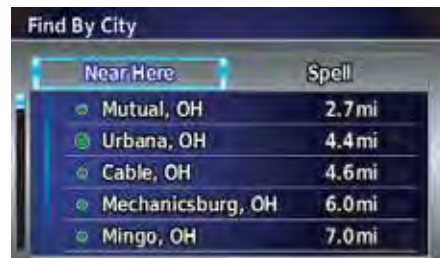 Find By City
Near Here Spell
Mutual, OH 2.7mi
Urbana, OH 4.4mi
Cable, OH 4.6mi
Mechanicsburg, OH 6.0mi
Mingo, OH 7.0mi